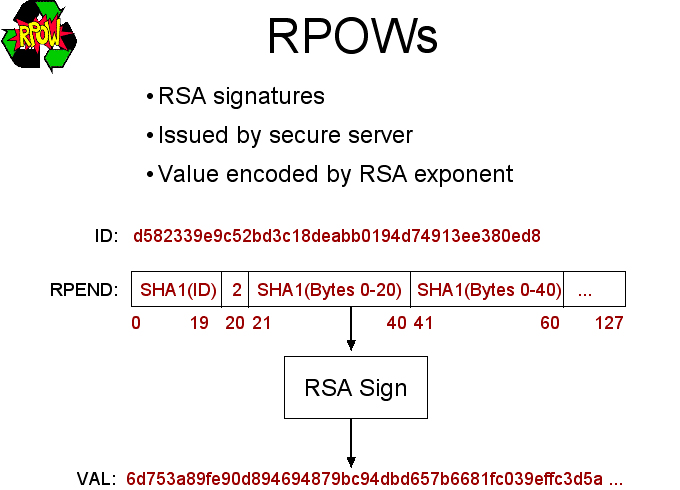 RPOW
RPOWs
• RSA signatures
• Issued by secure server
• Value encoded by RSA exponent
ID: d582339e9c52bd3c18deabb0194d74913ee380ed8
RPEND: SHA1(ID) 2 SHA1(Bytes 0-20) SHA1(Bytes 0-40) ...
0 19 20 21 40 41 60 127
RSA Sign
VAL: 6d753a89fe90d894694879bc94dbd657b6681fc039effc3d5a ...